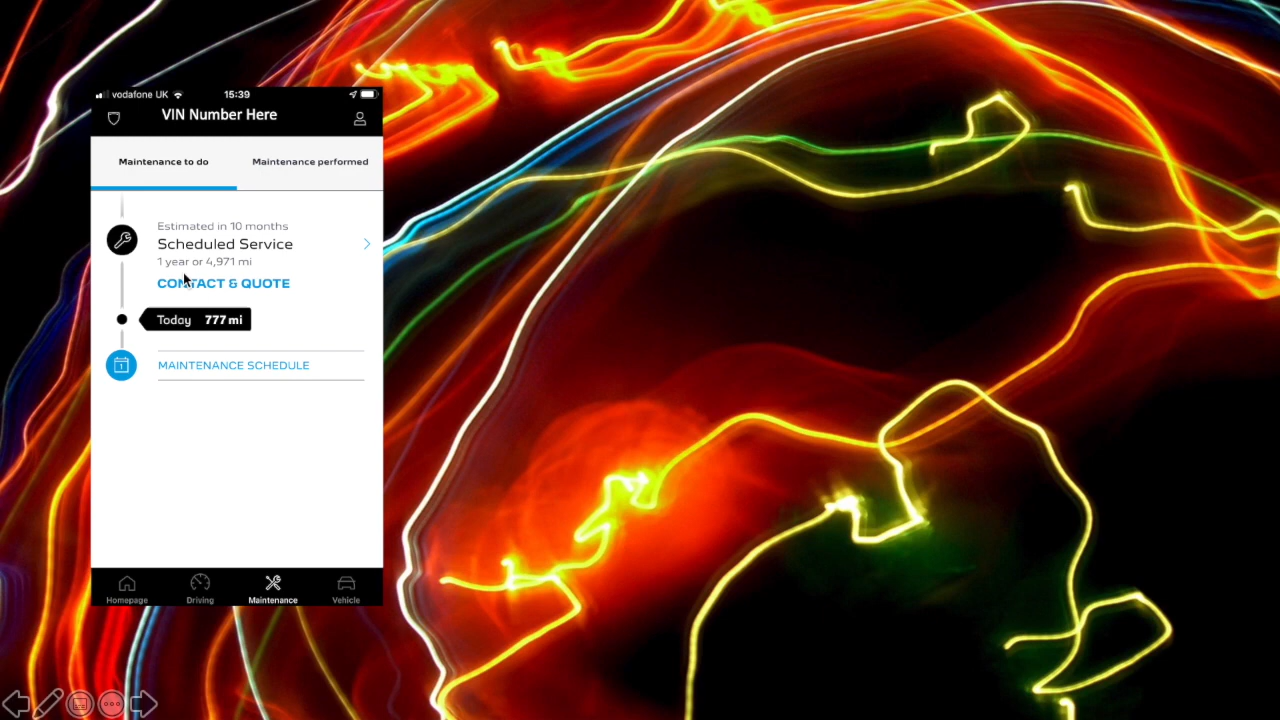 vodafone UK
15:39
VIN Number Here
Maintenance to do
Maintenance performed
Estimated in 10 months
Scheduled Service
1 year or 4,971 mi
CONTACT & QUOTE
Today 777 mi
1
MAINTENANCE SCHEDULE
Homepage
Driving
Maintenance
Vehicle